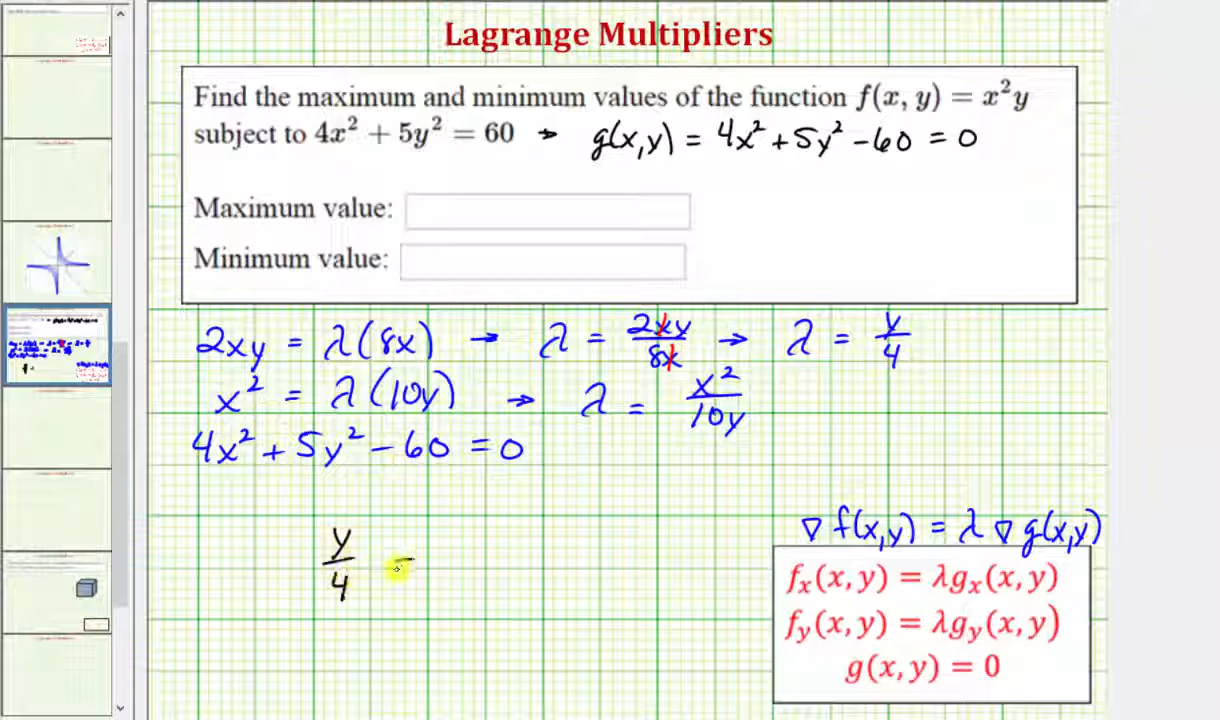 Lagrange Multipliers
Find the maximum and minimum values of the function f(x, y) = x²y
subject to 4x² + 5y² = 60 → g(x,y) = 4x² + 5y² - 60 = 0
Maximum value:
Minimum value:
2xy = λ(8x) → λ = 2xy/8x → λ = y/4
x² = λ(10y) → λ = x²/10y
4x² + 5y² - 60 = 0
y/4 =
∇f(x,y) = λ∇g(x,y)
fₓ(x, y) = λgₓ(x, y)
f_y(x, y) = λg_y(x, y)
g(x, y) = 0